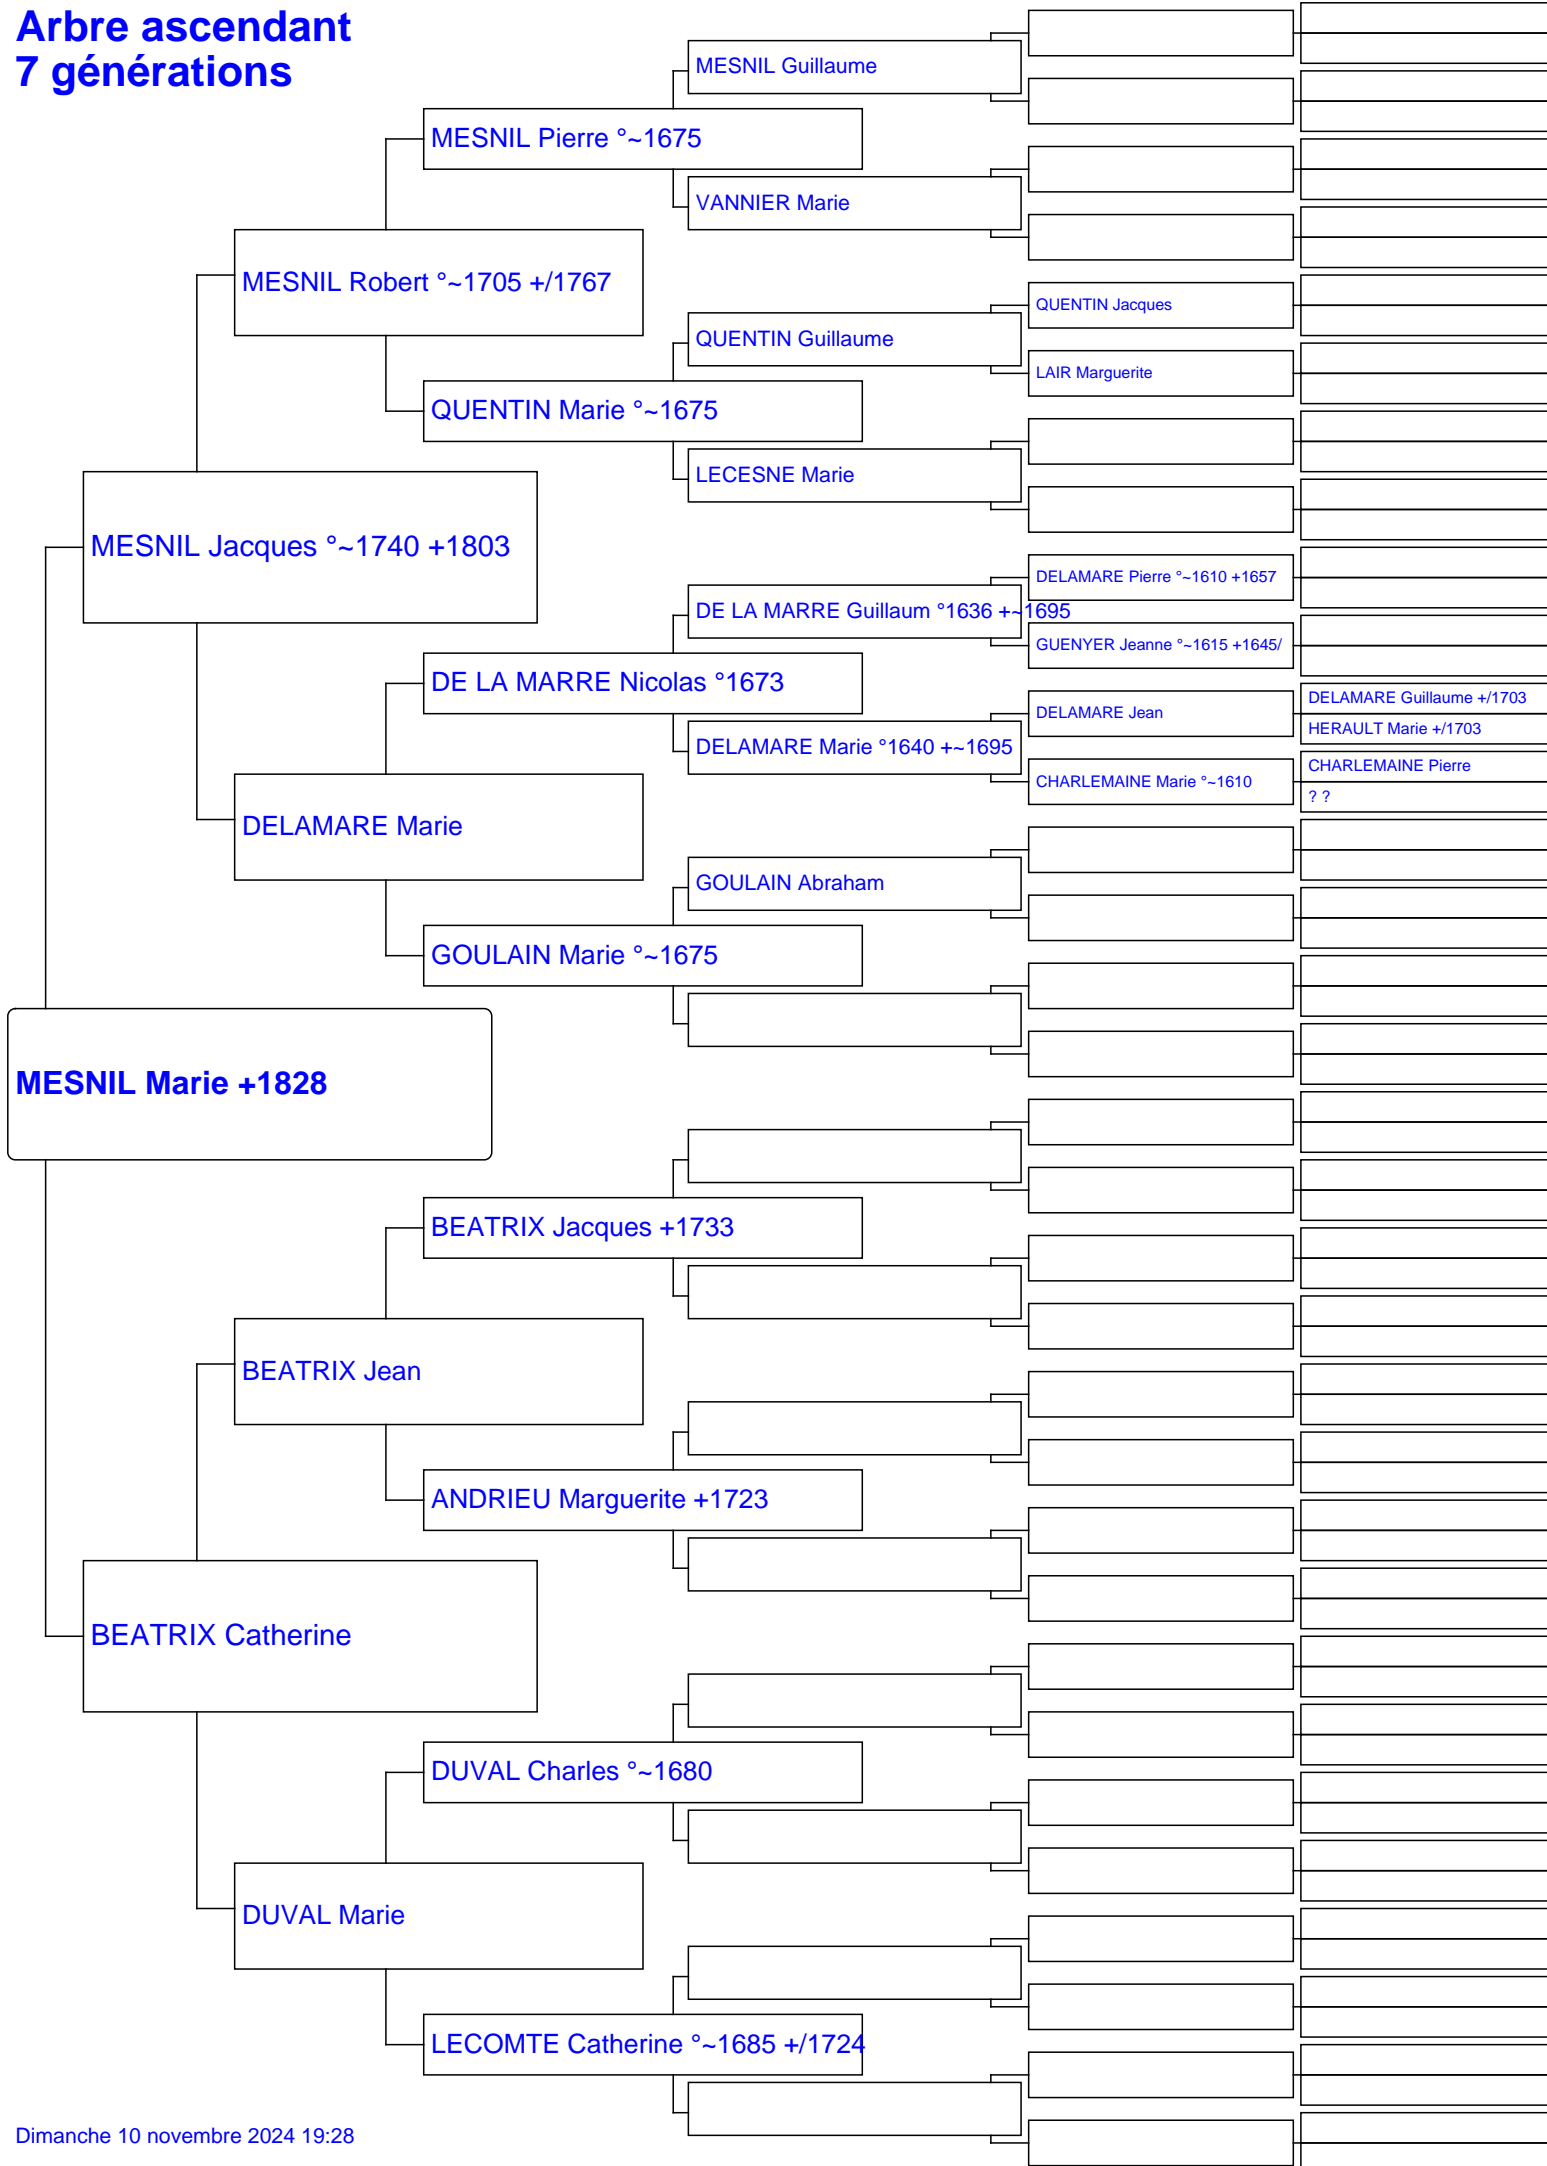 Arbre ascendant
7 générations
MESNIL Guillaume
MESNIL Pierre °~1675
VANNIER Marie
MESNIL Robert °~1705 +/1767
QUENTIN Jacques
QUENTIN Guillaume
LAIR Marguerite
QUENTIN Marie °~1675
LECESNE Marie
MESNIL Jacques °~1740 +1803
DELAMARE Pierre °~1610 +1657
DE LA MARRE Guillaum °1636 +~1695
GUENYER Jeanne °~1615 +1645/
DE LA MARRE Nicolas °1673
DELAMARE Guillaume +/1703
DELAMARE Jean
HERAULT Marie +/1703
DELAMARE Marie °1640 +~1695
CHARLEMAINE Pierre
CHARLEMAINE Marie °~1610
? ?
DELAMARE Marie
GOULAIN Abraham
GOULAIN Marie °~1675
MESNIL Marie +1828
BEATRIX Jacques +1733
BEATRIX Jean
ANDRIEU Marguerite +1723
BEATRIX Catherine
DUVAL Charles °~1680
DUVAL Marie
LECOMTE Catherine °~1685 +/1724
Dimanche 10 novembre 2024 19:28